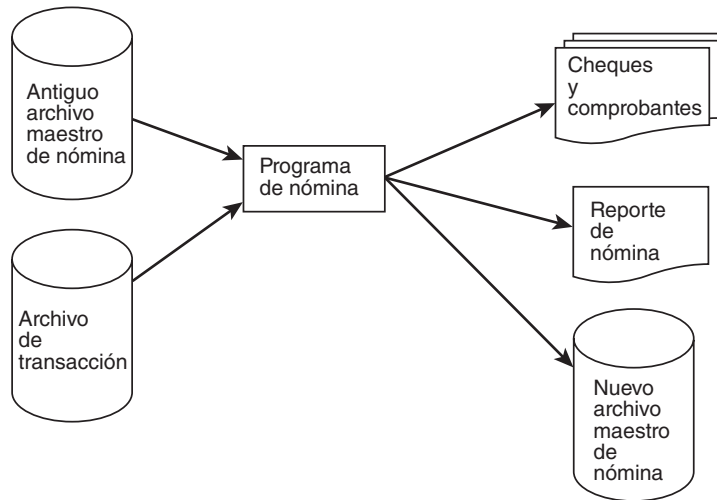 Antiguo
archivo
maestro
de nómina
Archivo
de
transacción
Programa
de nómina
Cheques
y
comprobantes
Reporte
de
nómina
Nuevo
archivo
maestro
de
nómina